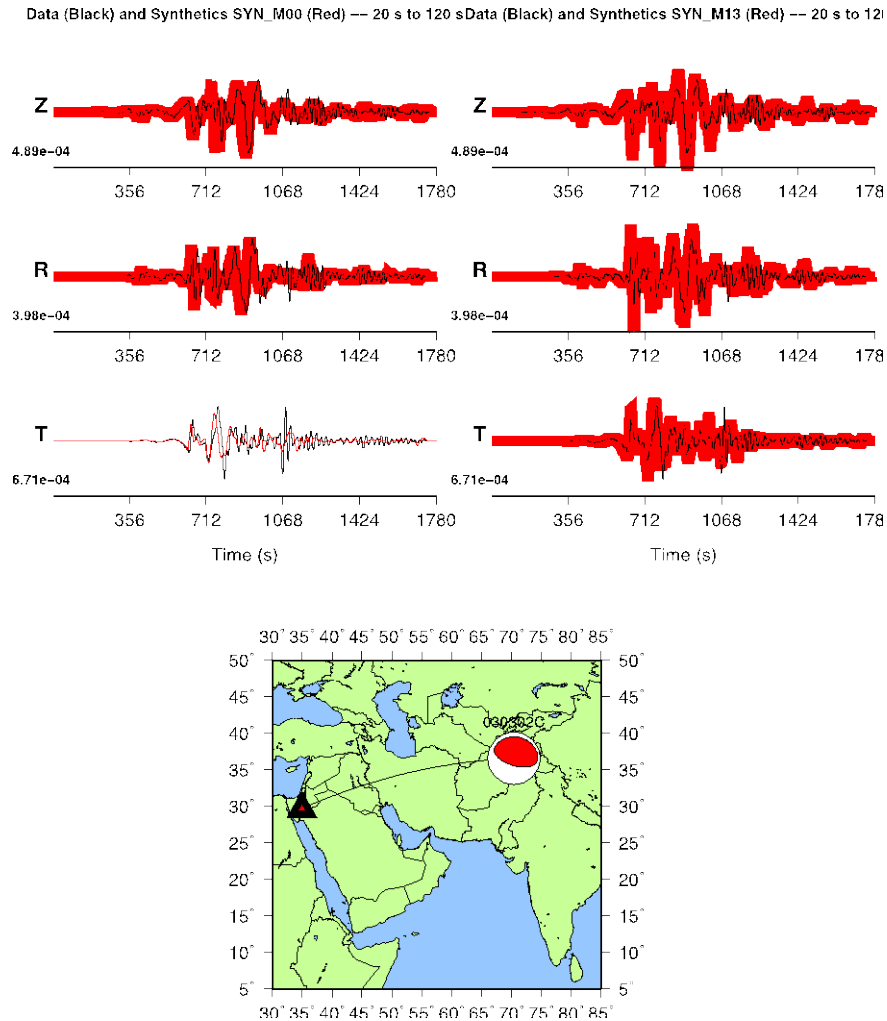 Data (Black) and Synthetics SYN_M00 (Red) -- 20 s to 120 s Data (Black) and Synthetics SYN_M13 (Red) -- 20 s to 12
Z Z
4.89e-04 4.89e-04
356 712 1068 1424 1780 356 712 1068 1424 178
R R
3.98e-04 3.98e-04
356 712 1068 1424 1780 356 712 1068 1424 178
T T
6.71e-04 6.71e-04
356 712 1068 1424 1780 356 712 1068 1424 178
Time (s) Time (s)
30° 35° 40° 45° 50° 55° 60° 65° 70° 75° 80° 85°
50° 50°
45° 45°
030302C
40° 40°
35° 35°
30° 30°
25° 25°
20° 20°
15° 15°
10° 10°
5° 5°
30° 35° 40° 45° 50° 55° 60° 65° 70° 75° 80° 85°